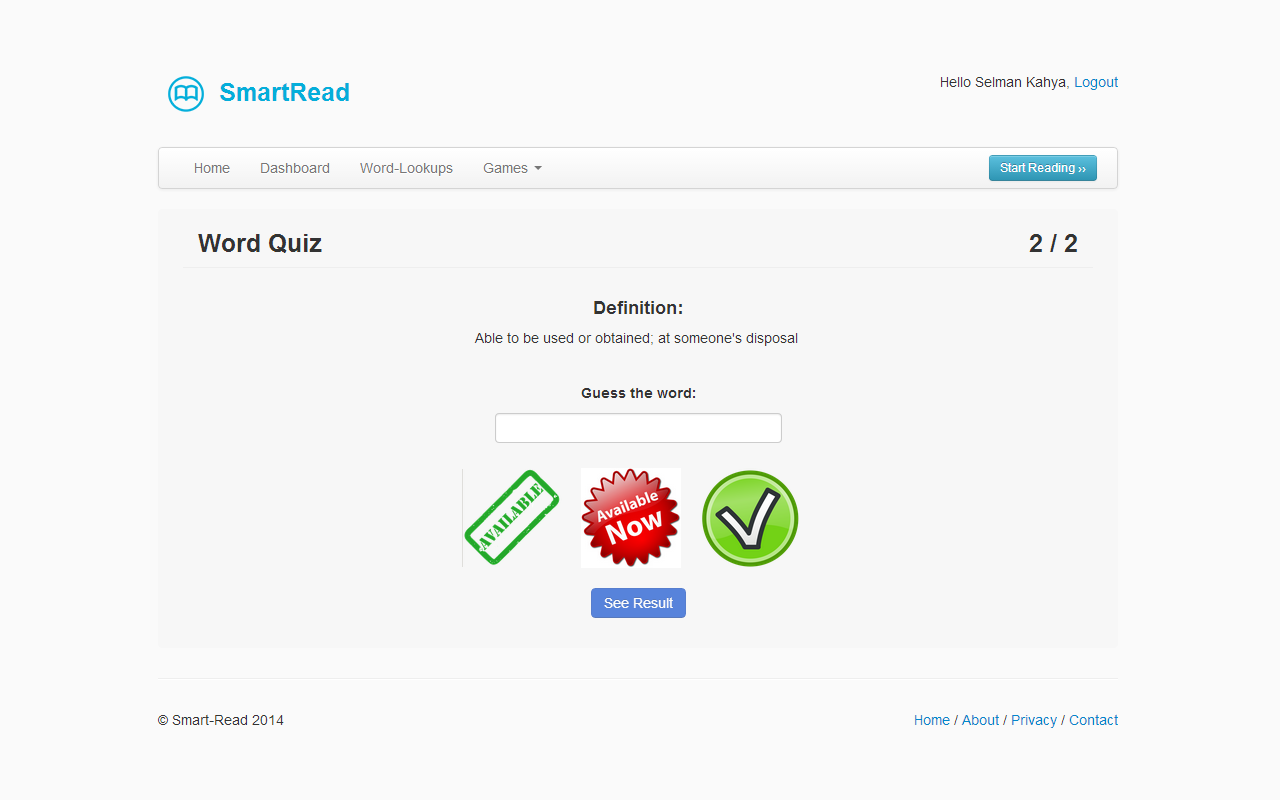 SmartRead
Hello Selman Kahya, Logout
Home Dashboard Word-Lookups Games Start Reading ››
Word Quiz 2 / 2
Definition:
Able to be used or obtained; at someone's disposal
Guess the word:
AVAILABLE
Available
Now
See Result
© Smart-Read 2014
Home / About / Privacy / Contact